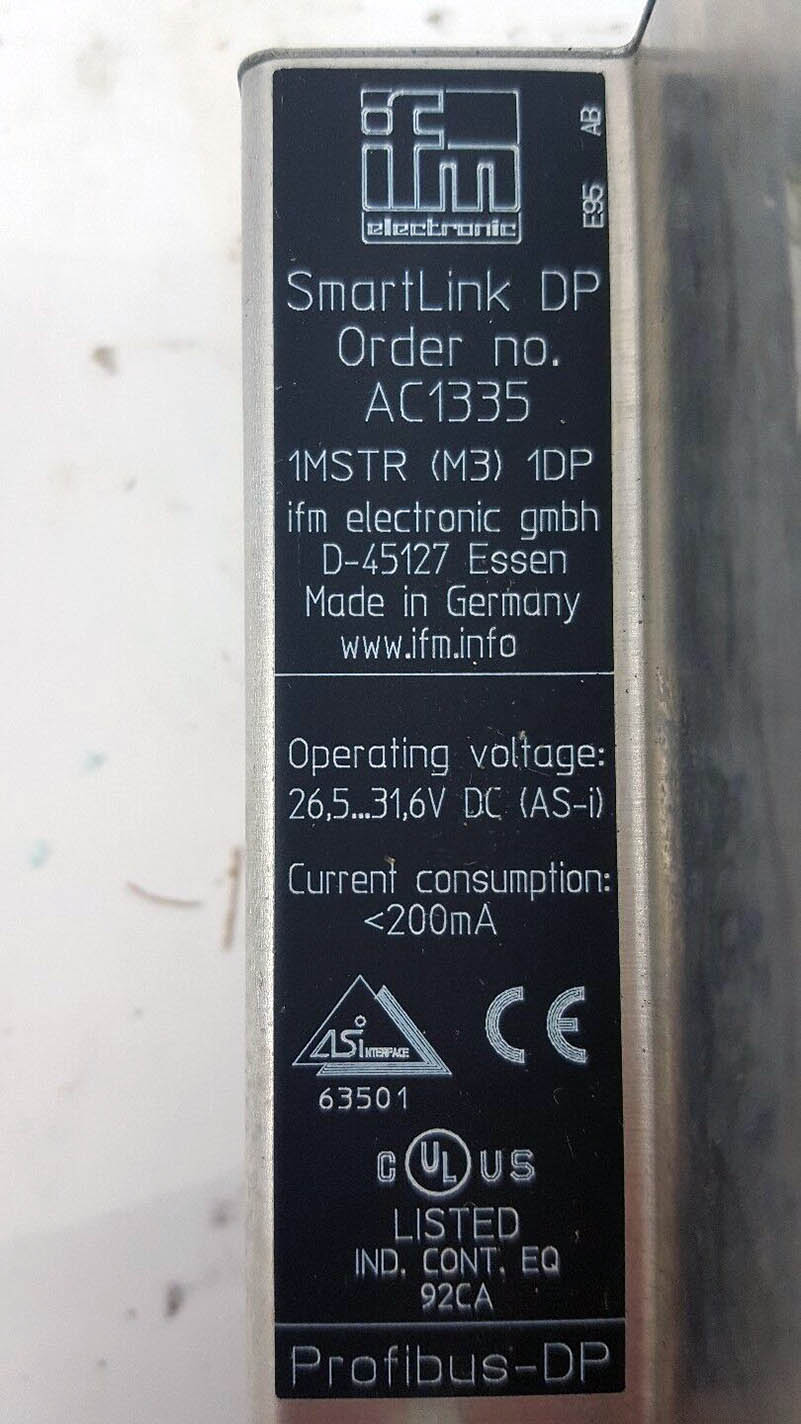 ifm
electronic
E95 AB
SmartLink DP
Order no.
AC1335
1MSTR (M3) 1DP
ifm electronic gmbh
D-45127 Essen
Made in Germany
www.ifm.info
Operating voltage:
26,5...31,6V DC (AS-i)
Current consumption:
<200mA
ASi INTERFACE
CE
63501
C UL US
LISTED
IND. CONT. EQ
92CA
Profibus-DP